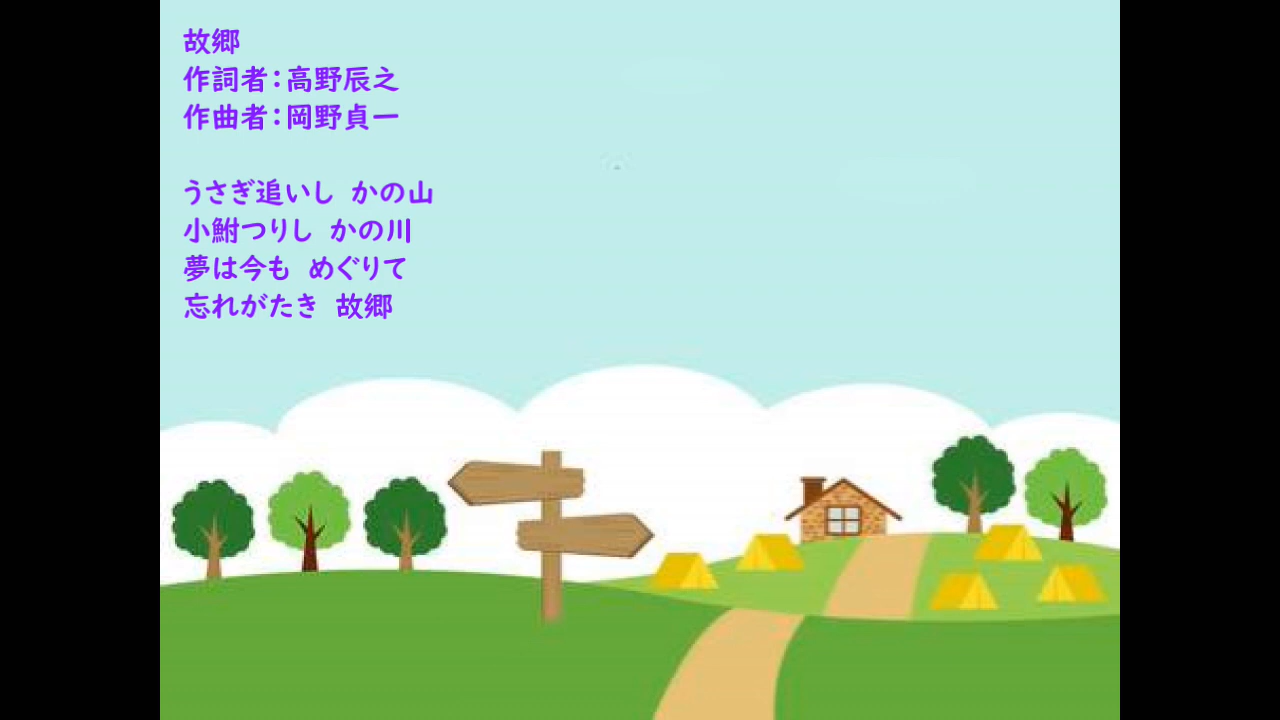 故郷
作詞者：高野辰之
作曲者：岡野貞一
うさぎ追いし かの山
小鮒つりし かの川
夢は今も めぐりて
忘れがたき 故郷